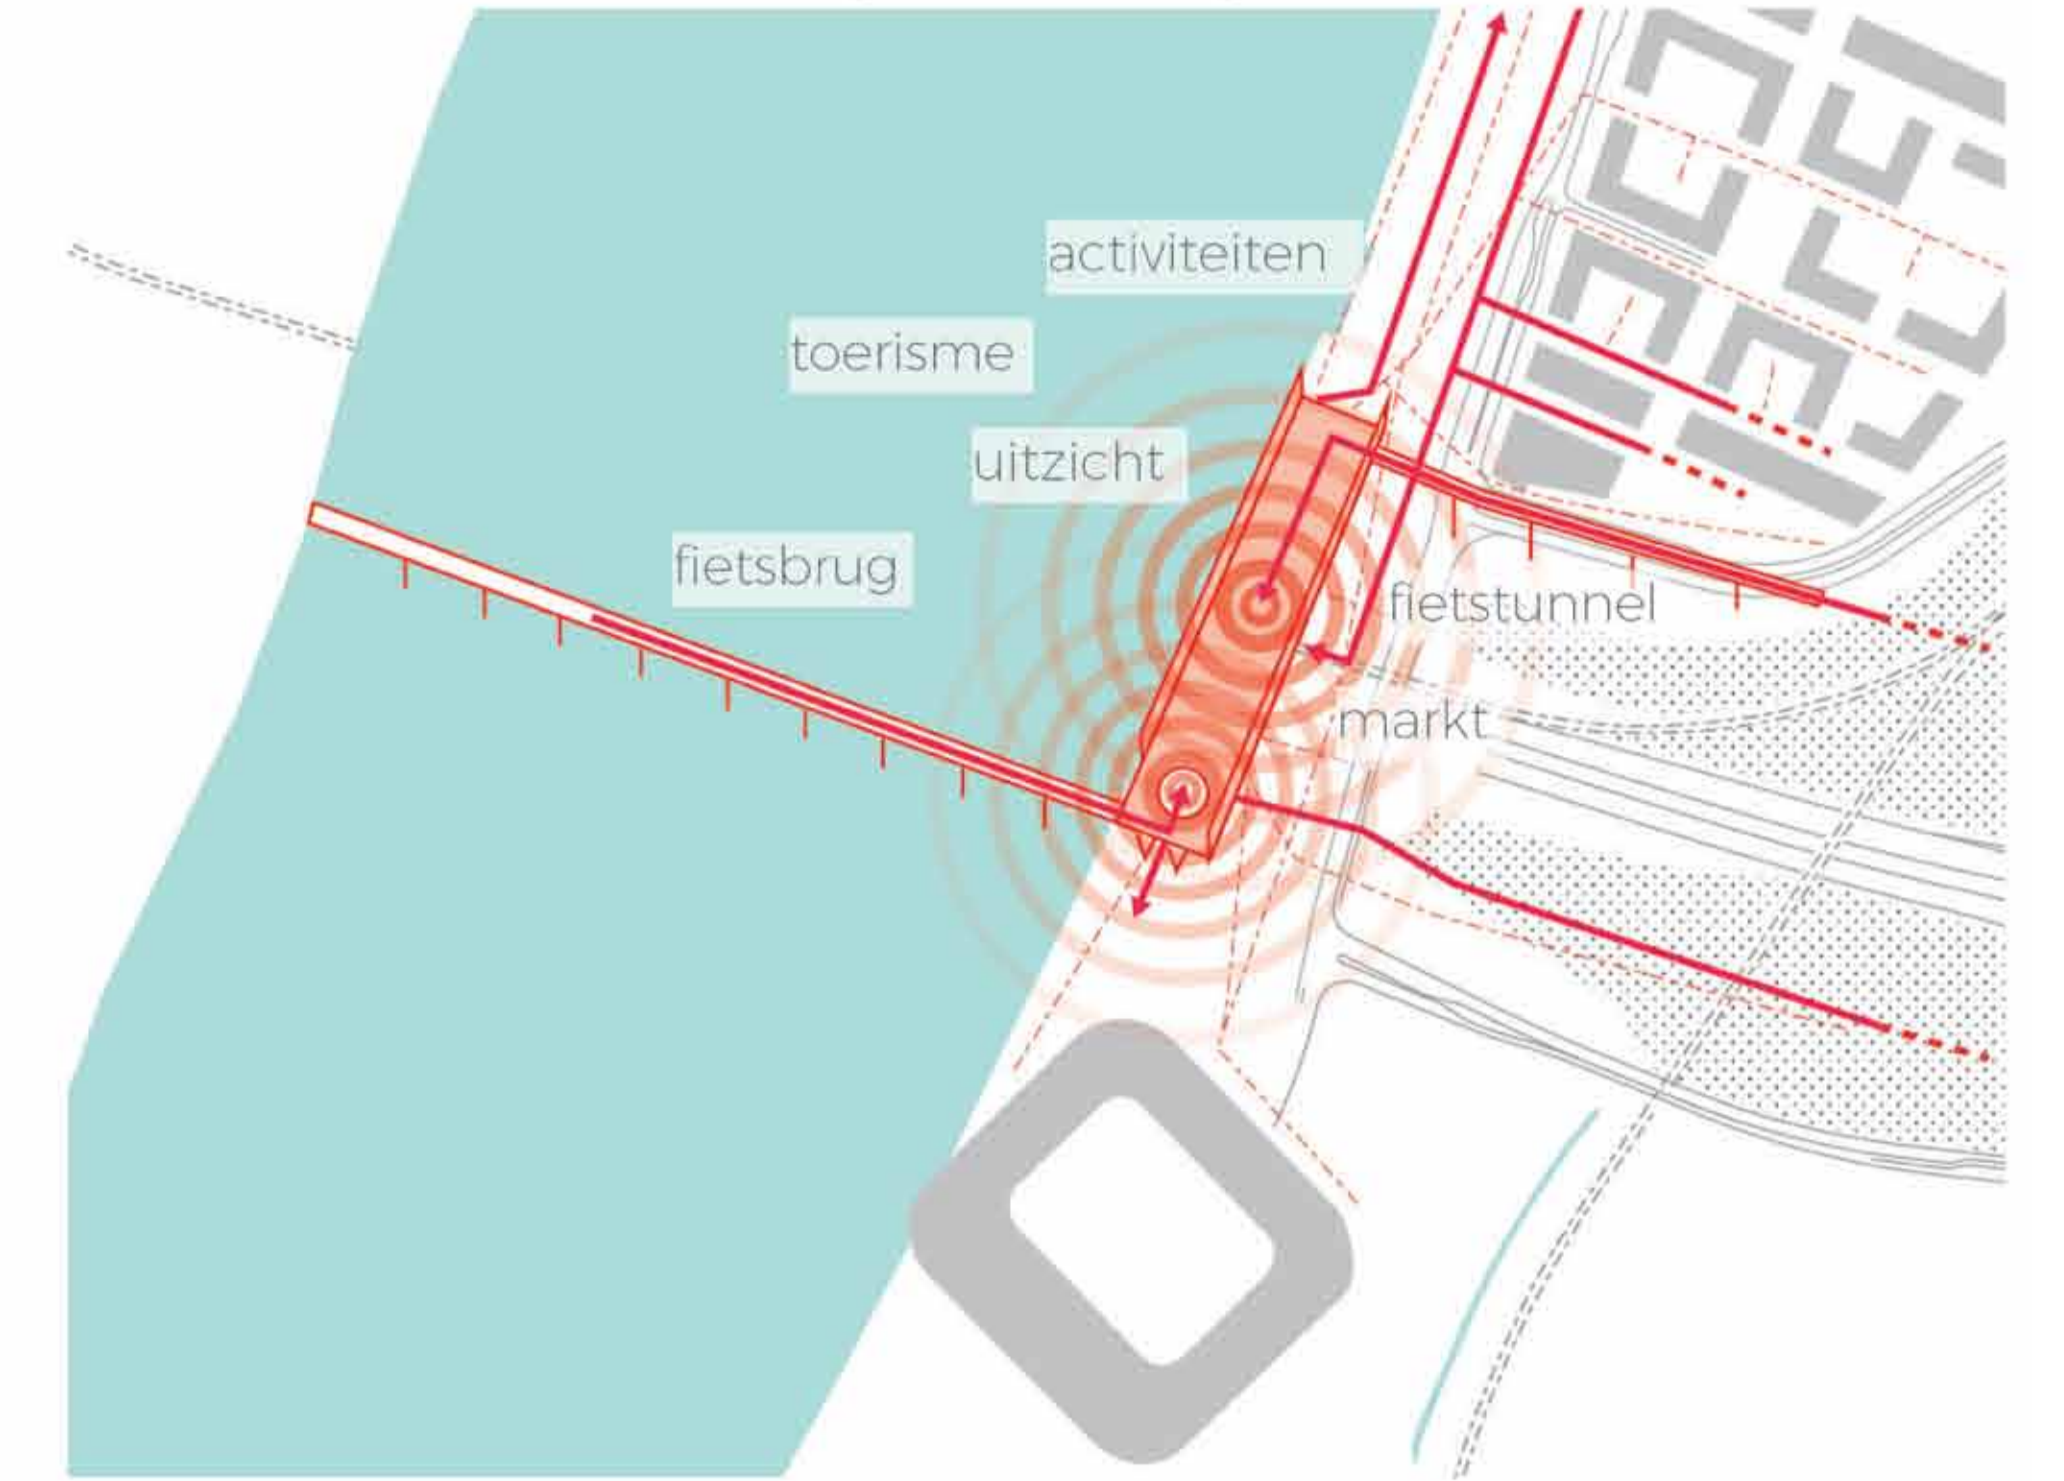 activiteiten
toerisme
uitzicht
fietsbrug
fietstunnel
markt